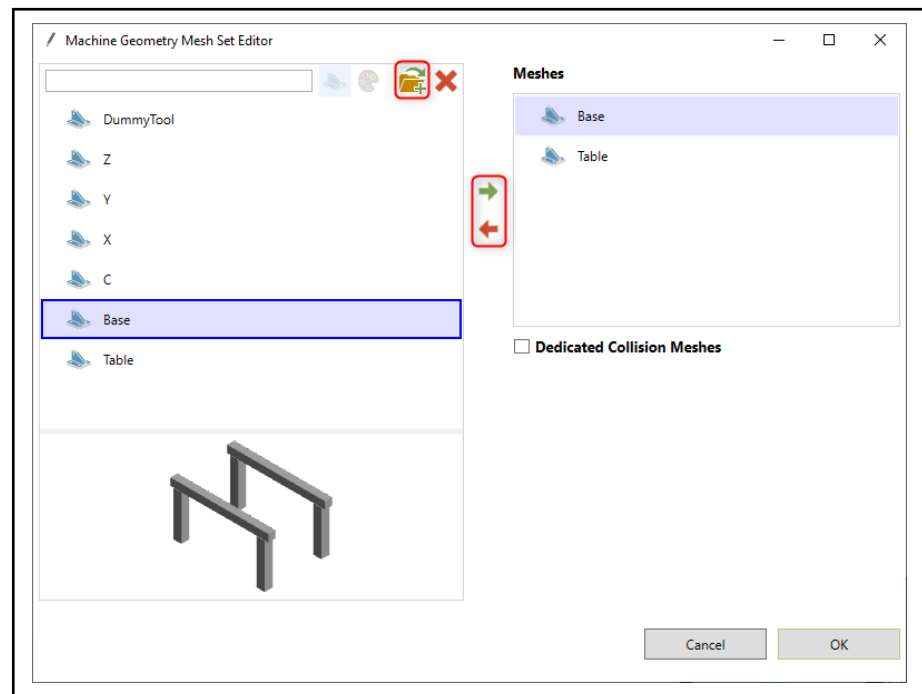 Machine Geometry Mesh Set Editor
DummyTool
Z
Y
X
C
Base
Table
Meshes
Base
Table
Dedicated Collision Meshes
Cancel
OK